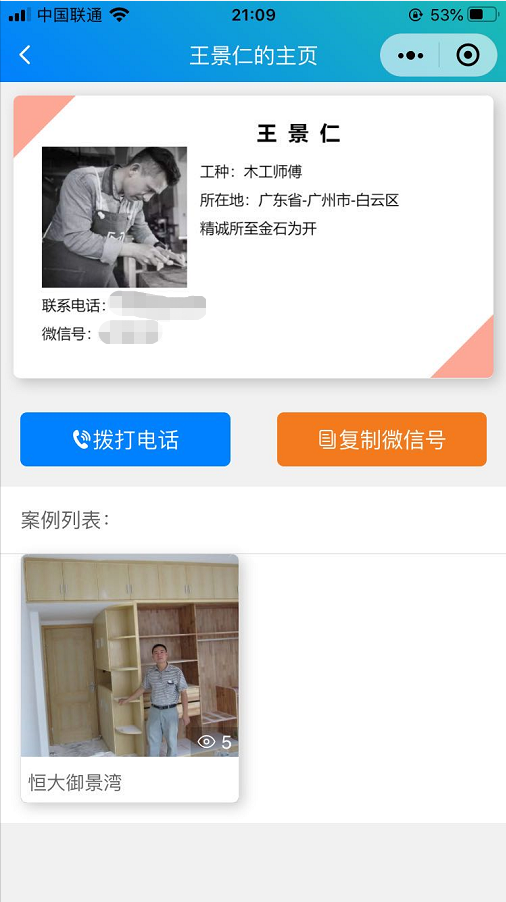 中国联通
21:09
53%
王景仁的主页
王 景 仁
工种：木工师傅
所在地：广东省-广州市-白云区
精诚所至金石为开
联系电话：
微信号：
拨打电话
复制微信号
案例列表：
5
恒大御景湾